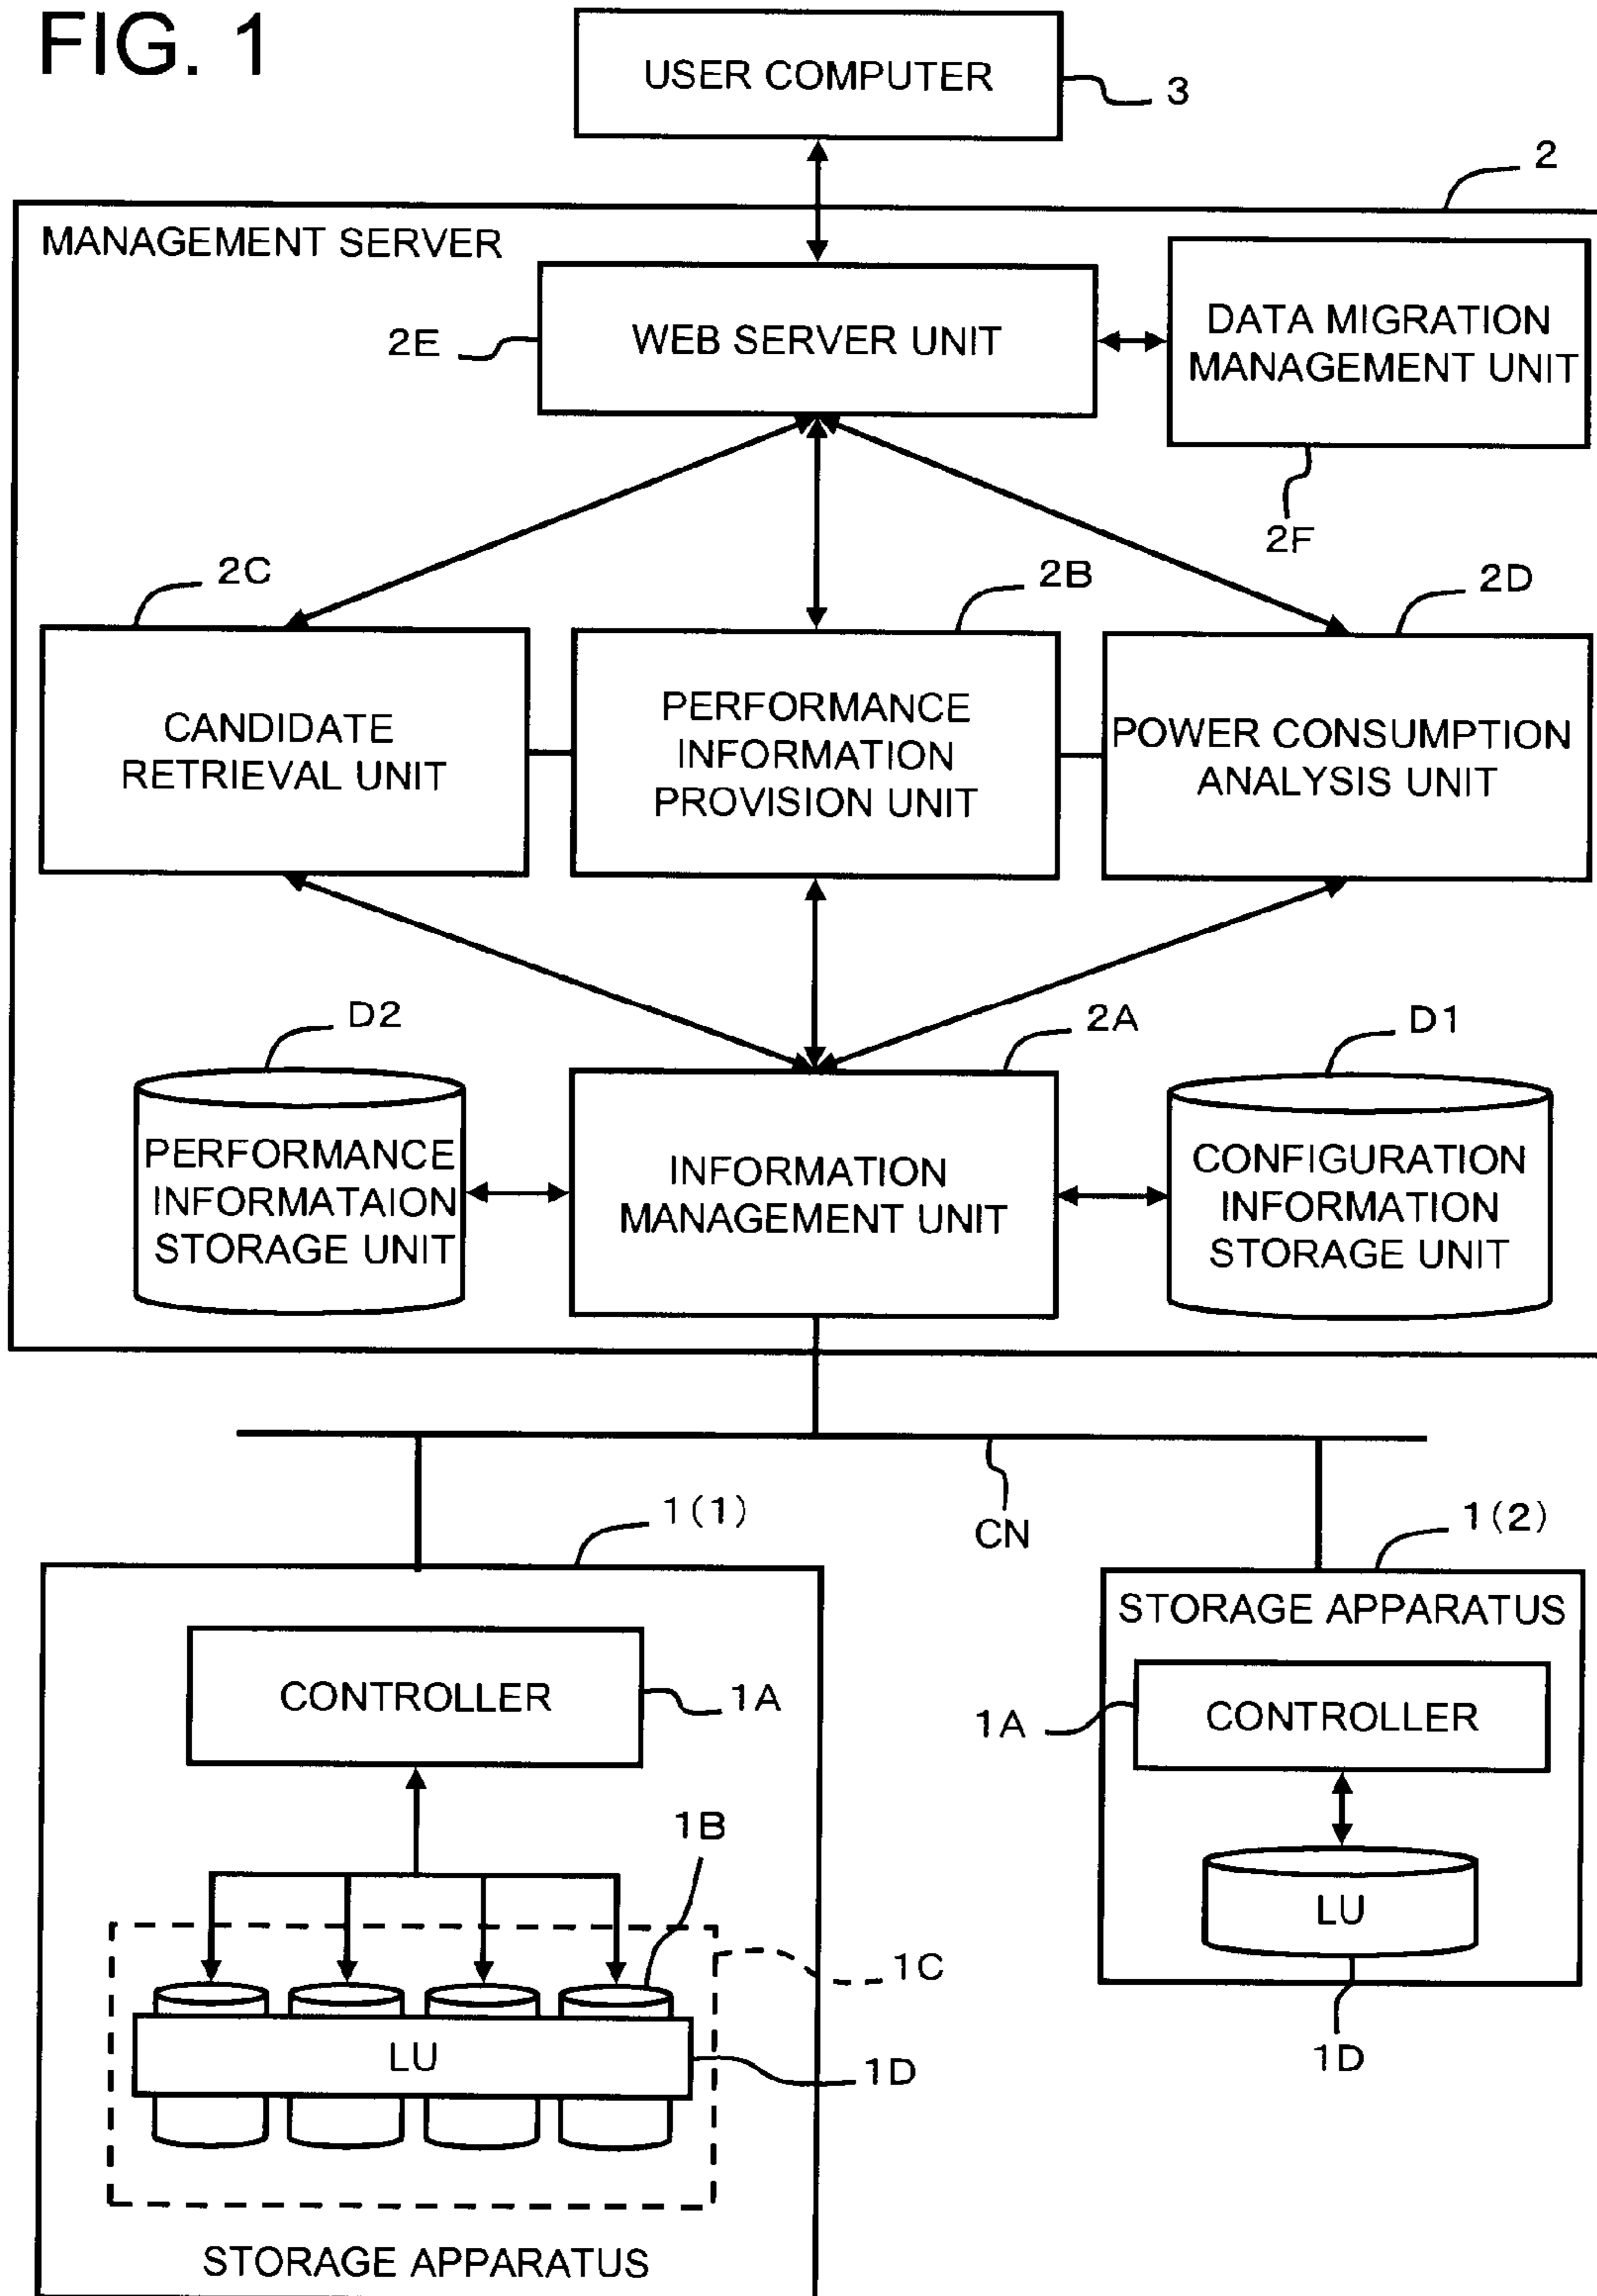 FIG. 1
USER COMPUTER
3
2
MANAGEMENT SERVER
2E
WEB SERVER UNIT
DATA MIGRATION
MANAGEMENT UNIT
2F
2C
2B
2D
CANDIDATE
RETRIEVAL UNIT
PERFORMANCE
INFORMATION
PROVISION UNIT
POWER CONSUMPTION
ANALYSIS UNIT
D2
2A
D1
PERFORMANCE
INFORMATAION
STORAGE UNIT
INFORMATION
MANAGEMENT UNIT
CONFIGURATION
INFORMATION
STORAGE UNIT
CN
1(1)
1(2)
CONTROLLER
1A
1B
1C
LU
1D
STORAGE APPARATUS
STORAGE APPARATUS
1A
CONTROLLER
LU
1D